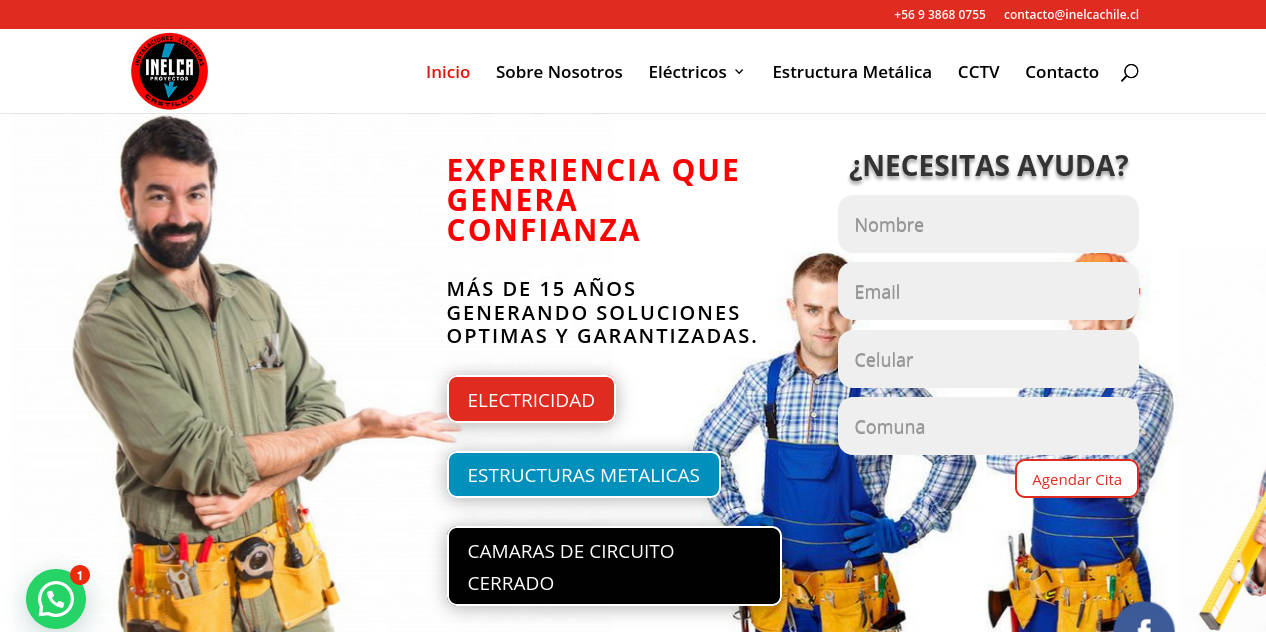 +56 9 3868 0755 contacto@inelcachile.cl
INSTALACIONES ELECTRICAS
INELCA
PROYECTOS
CASTILLO
Inicio Sobre Nosotros Eléctricos Estructura Metálica CCTV Contacto
EXPERIENCIA QUE
GENERA
CONFIANZA
MÁS DE 15 AÑOS
GENERANDO SOLUCIONES
OPTIMAS Y GARANTIZADAS.
ELECTRICIDAD
ESTRUCTURAS METALICAS
CAMARAS DE CIRCUITO
CERRADO
¿NECESITAS AYUDA?
Nombre
Email
Celular
Comuna
Agendar Cita
1
f